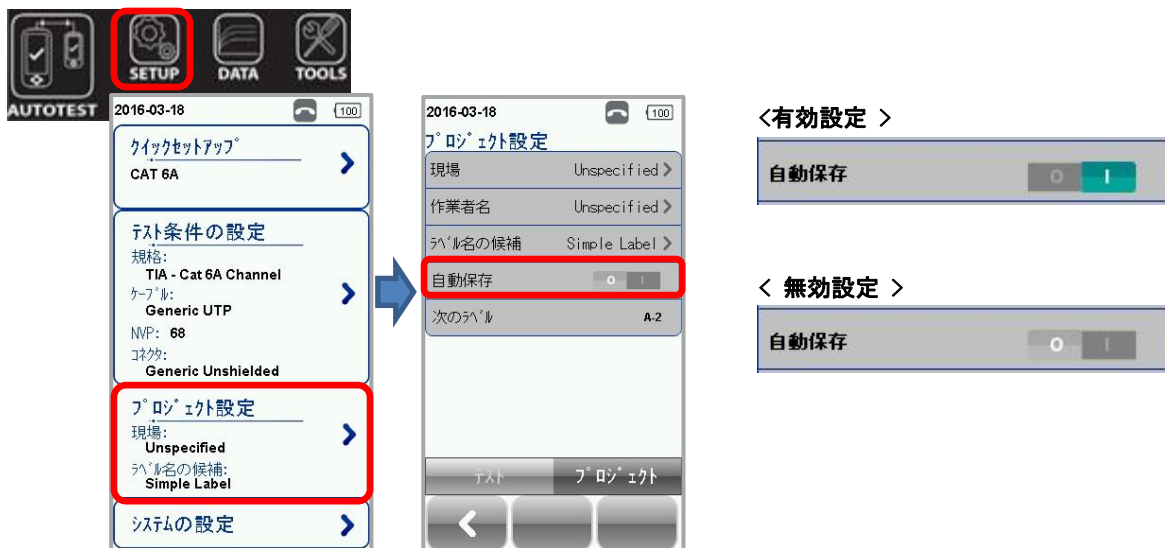 AUTOTEST
SETUP
DATA
TOOLS
2016-03-18
100
クイックセットアップ
CAT 6A
テスト条件の設定
規格:
TIA - Cat 6A Channel
ケーブル:
Generic UTP
NVP: 68
コネクタ:
Generic Unshielded
プロジェクト設定
現場:
Unspecified
ラベル名の候補:
Simple Label
システムの設定
2016-03-18
100
プロジェクト設定
現場 Unspecified
作業者名 Unspecified
ラベル名の候補 Simple Label
自動保存 O I
次のラベル A-2
テスト プロジェクト
<有効設定 >
自動保存 O I
< 無効設定 >
自動保存 O I